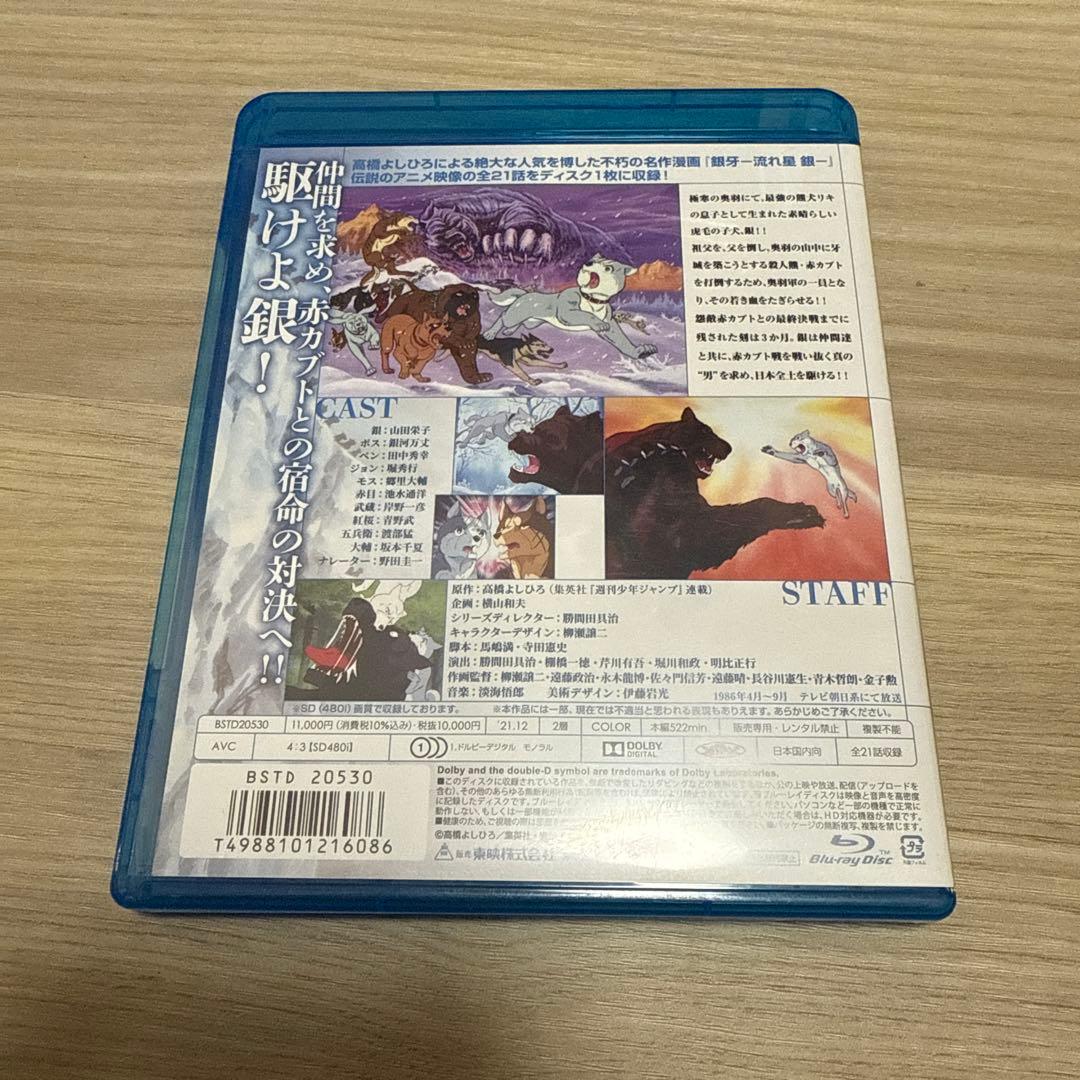 高橋よしひろによる絶大な人気を博した不朽の名作漫画『銀牙ー流れ星 銀ー』
伝説のアニメ映像の全21話をディスク1枚に収録！
仲間を求め、赤カブトとの宿命の対決へ!!
駆けよ銀！
極寒の奥羽にて、最強の熊犬リキ
の息子として生まれた素晴らしい
虎毛の子犬、銀！！
祖父を、父を倒し、奥羽の山中に牙
城を築こうとする殺人熊・赤カブト
を打倒するため、奥羽軍の一員とな
り、その若き血をたぎらせる！！
怨敵赤カブトとの最終決戦までに
残された刻は3か月。銀は仲間達
と共に、赤カブト戦を戦い抜く真の
“男”を求め、日本全土を駆ける！！
CAST
銀：山田栄子
ボス：銀河万丈
ベン：田中秀幸
ジョン：堀秀行
モス：郷里大輔
赤目：池水通洋
武蔵：岸野一彦
紅桜：青野武
五兵衛：渡部猛
大輔：坂本千夏
ナレーター：野田圭一
STAFF
原作：高橋よしひろ（集英社『週刊少年ジャンプ』連載）
企画：横山和夫
シリーズディレクター：勝間田具治
キャラクターデザイン：柳瀬譲二
脚本：馬嶋満・寺田憲史
演出：勝間田具治・棚橋一徳・芹川有吾・堀川和政・明比正行
作画監督：柳瀬譲二・遠藤政治・永木龍博・佐々門信芳・遠藤晴・長谷川憲生・青木哲朗・金子勲
音楽：淡海悟郎　美術デザイン：伊藤岩光
1986年4月～9月　テレビ朝日系にて放送
※SD（480i）画質で収録しております。　※本作品には一部、現在では不適当と思われる表現もありえます。あらかじめご了承ください。
BSTD20530 11,000円（消費税10%込み）・税抜10,000円 '21.12 2層 COLOR 本編522min 販売専用・レンタル禁止 複製不能
AVC 4:3[SD480i] 1 1.ドルビーデジタル モノラル DOLBY DIGITAL 日本国内向 全21話収録
BSTD 20530
T4988101216086
Dolby and the double-D symbol are trademarks of Dolby Laboratories.
©高橋よしひろ／集英社・
販売 東映株式会社
Blu-ray Disc TM
プラ